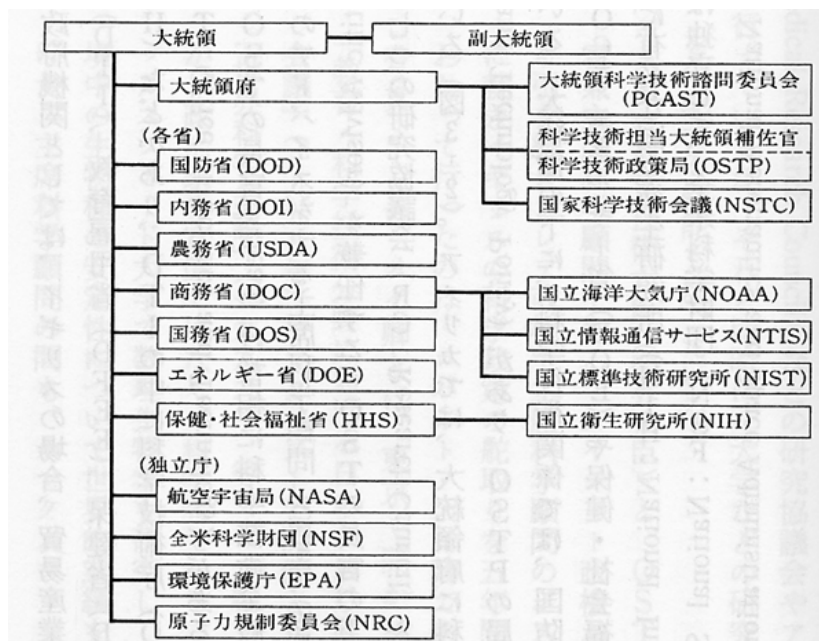 大統領
副大統領
大統領府
大統領科学技術諮問委員会
(PCAST)
科学技術担当大統領補佐官
科学技術政策局(OSTP)
国家科学技術会議(NSTC)
(各省)
国防省(DOD)
内務省(DOI)
農務省(USDA)
商務省(DOC)
国立海洋大気庁(NOAA)
国立情報通信サービス(NTIS)
国立標準技術研究所(NIST)
国務省(DOS)
エネルギー省(DOE)
保健・社会福祉省(HHS)
国立衛生研究所(NIH)
(独立庁)
航空宇宙局(NASA)
全米科学財団(NSF)
環境保護庁(EPA)
原子力規制委員会(NRC)